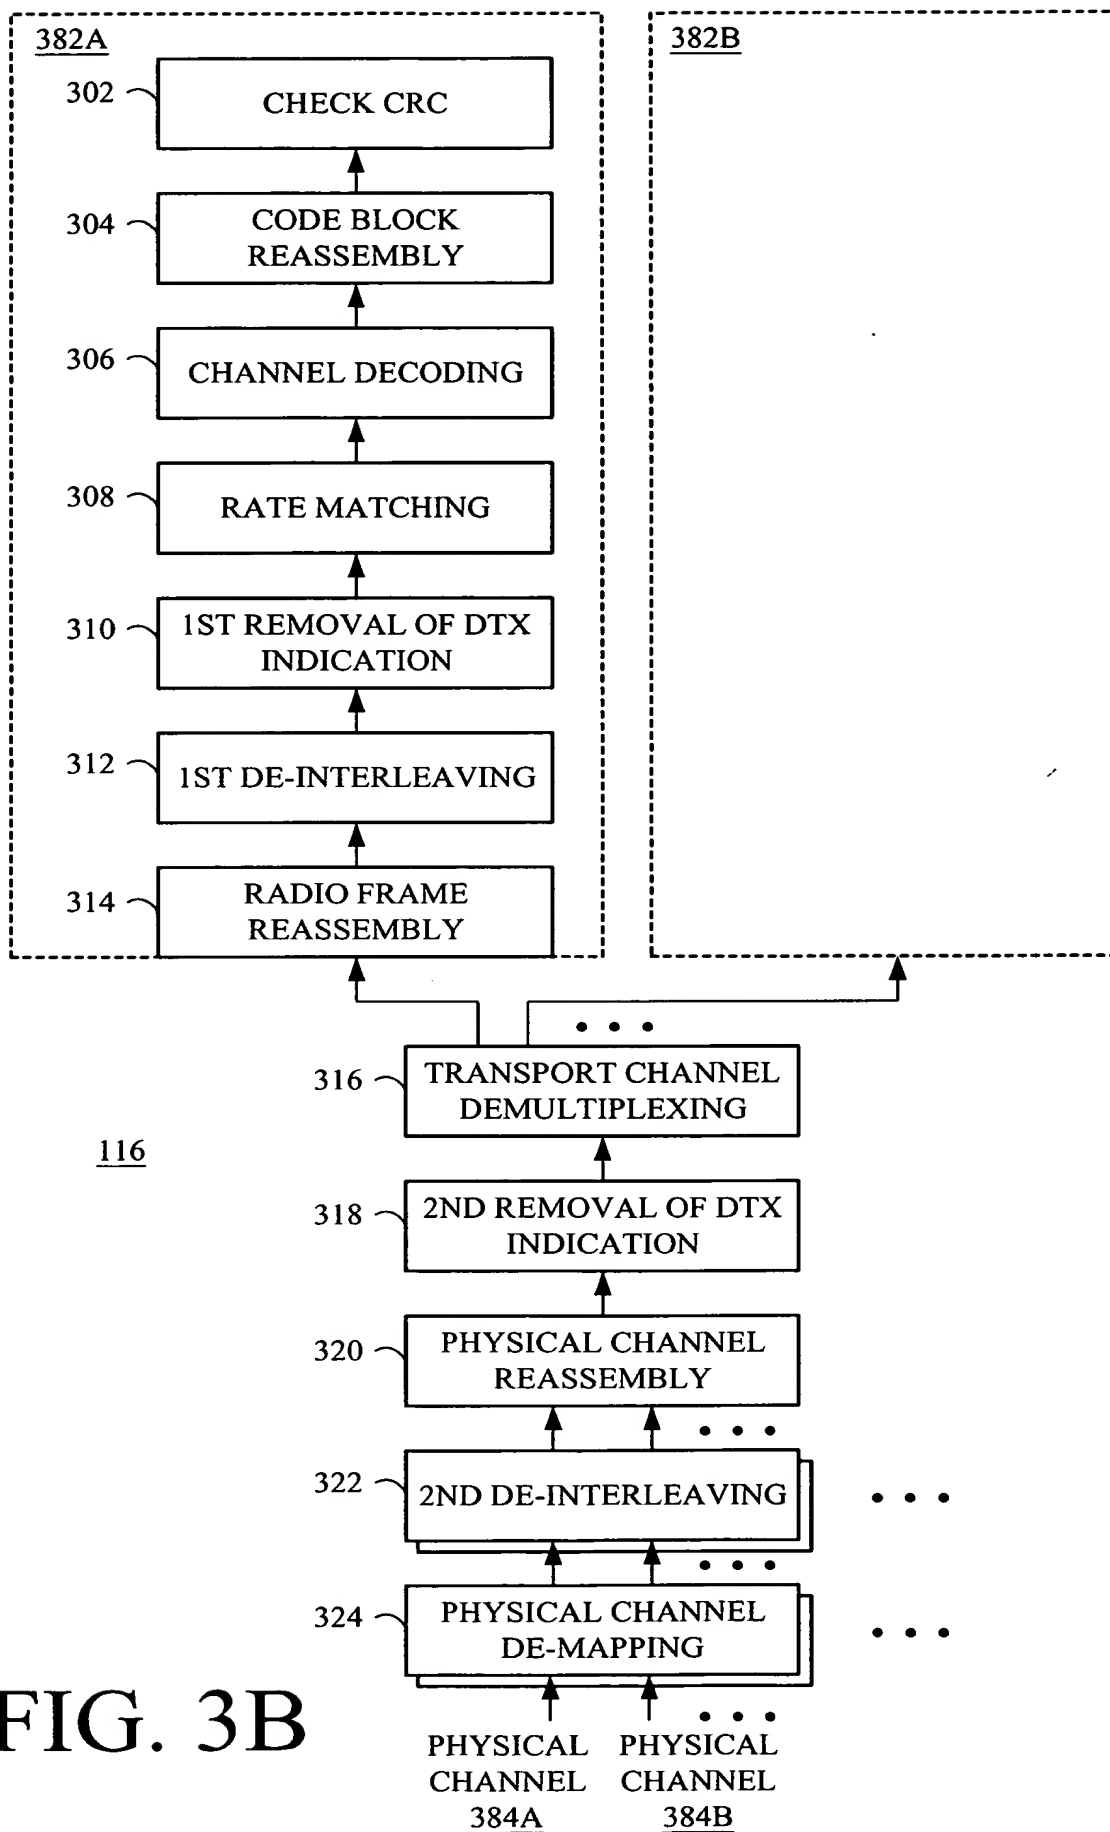 382A
382B
302
CHECK CRC
304
CODE BLOCK
REASSEMBLY
306
CHANNEL DECODING
308
RATE MATCHING
310
1ST REMOVAL OF DTX
INDICATION
312
1ST DE-INTERLEAVING
314
RADIO FRAME
REASSEMBLY
316
TRANSPORT CHANNEL
DEMULTIPLEXING
116
318
2ND REMOVAL OF DTX
INDICATION
320
PHYSICAL CHANNEL
REASSEMBLY
322
2ND DE-INTERLEAVING
324
PHYSICAL CHANNEL
DE-MAPPING
FIG. 3B
PHYSICAL
CHANNEL
384A
PHYSICAL
CHANNEL
384B